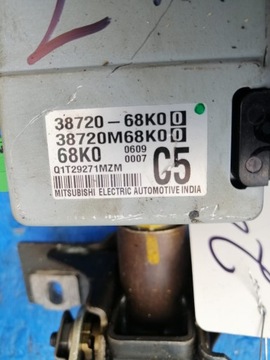 38720-68K00
38720M68K00
68K0 0609
0007
C5
Q1T29271MZM
MITSUBISHI ELECTRIC AUTOMOTIVE INDIA